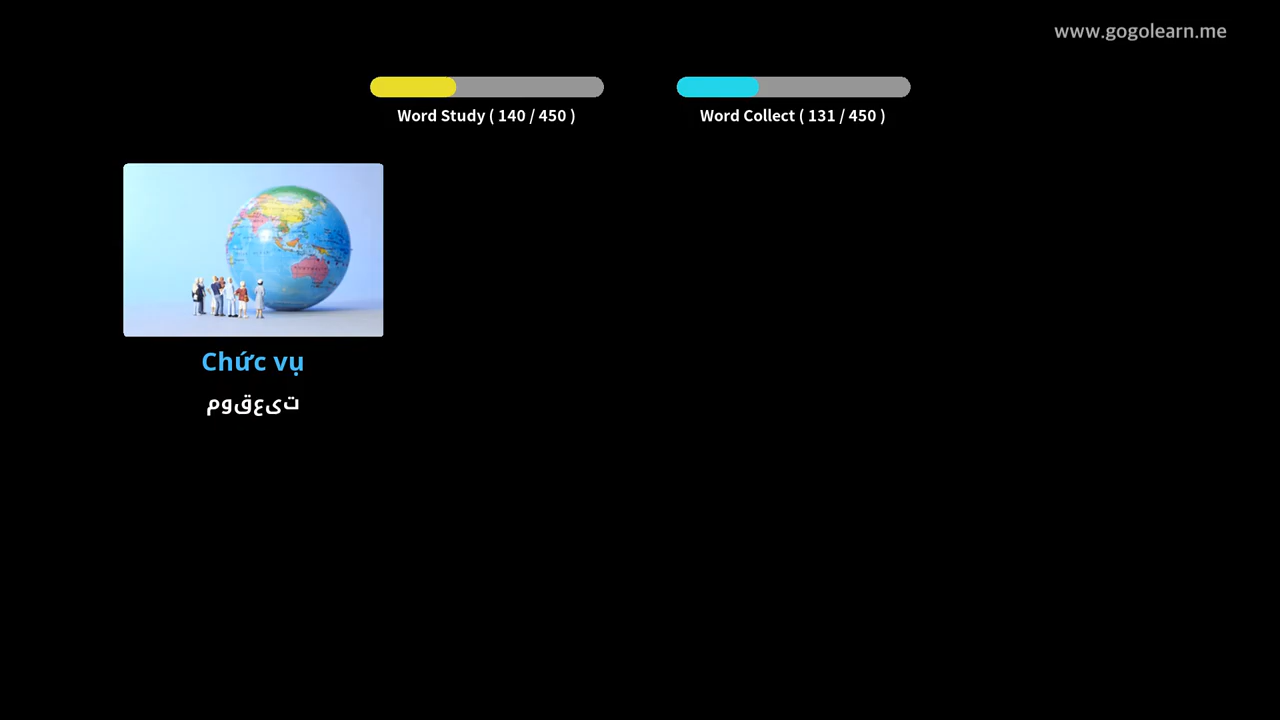 www.gogolearn.me
Word Study ( 140 / 450 )
Word Collect ( 131 / 450 )
Chức vụ
موقعیت